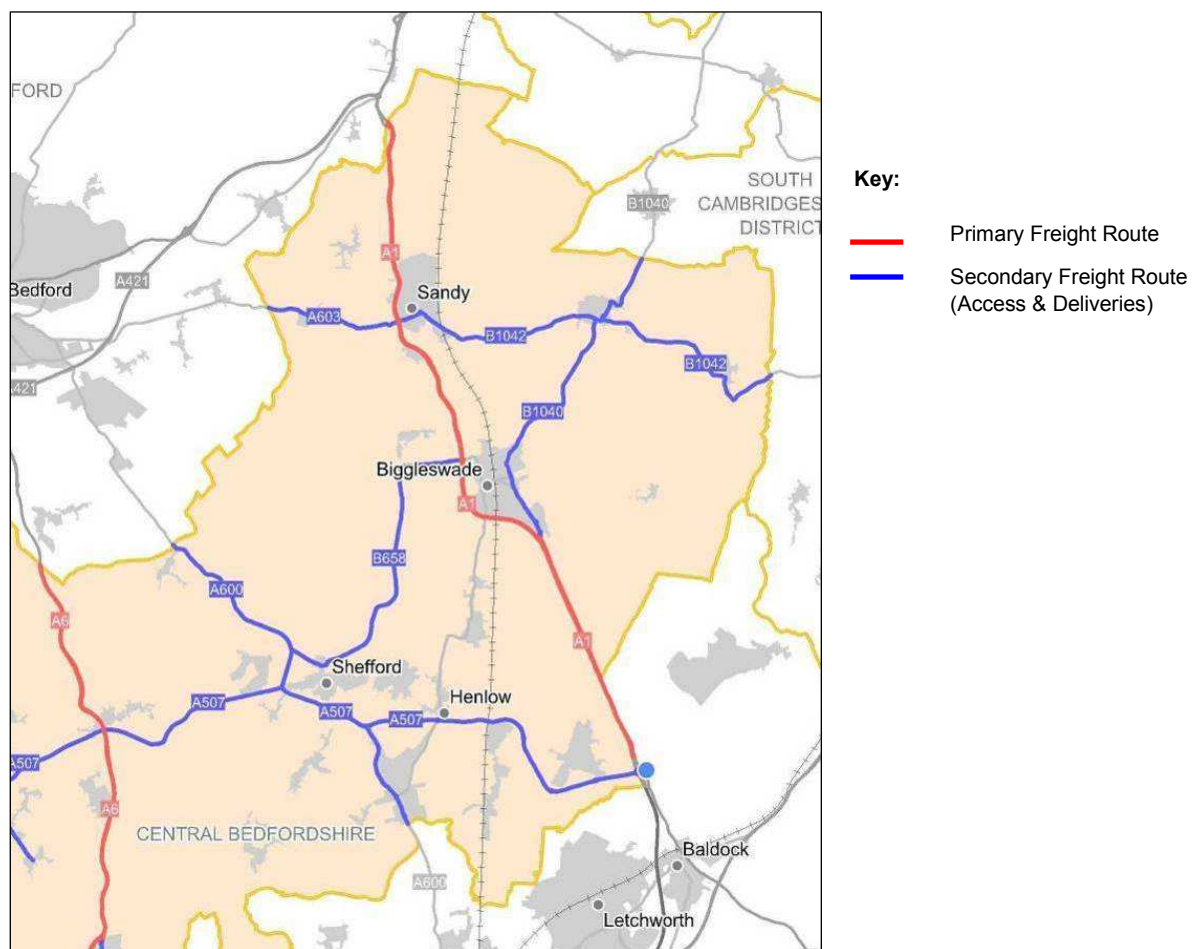 FORD
SOUTH
CAMBRIDGES
DISTRICT
B1040
A1
A421
Bedford
Sandy
A603
B1042
B1042
A421
B1040
Biggleswade
A1
B658
A600
A6
A1
Shefford
Henlow
A507
A507
A507
A507
A6
CENTRAL BEDFORDSHIRE
Baldock
A600
Letchworth
Key:
Primary Freight Route
Secondary Freight Route
(Access & Deliveries)